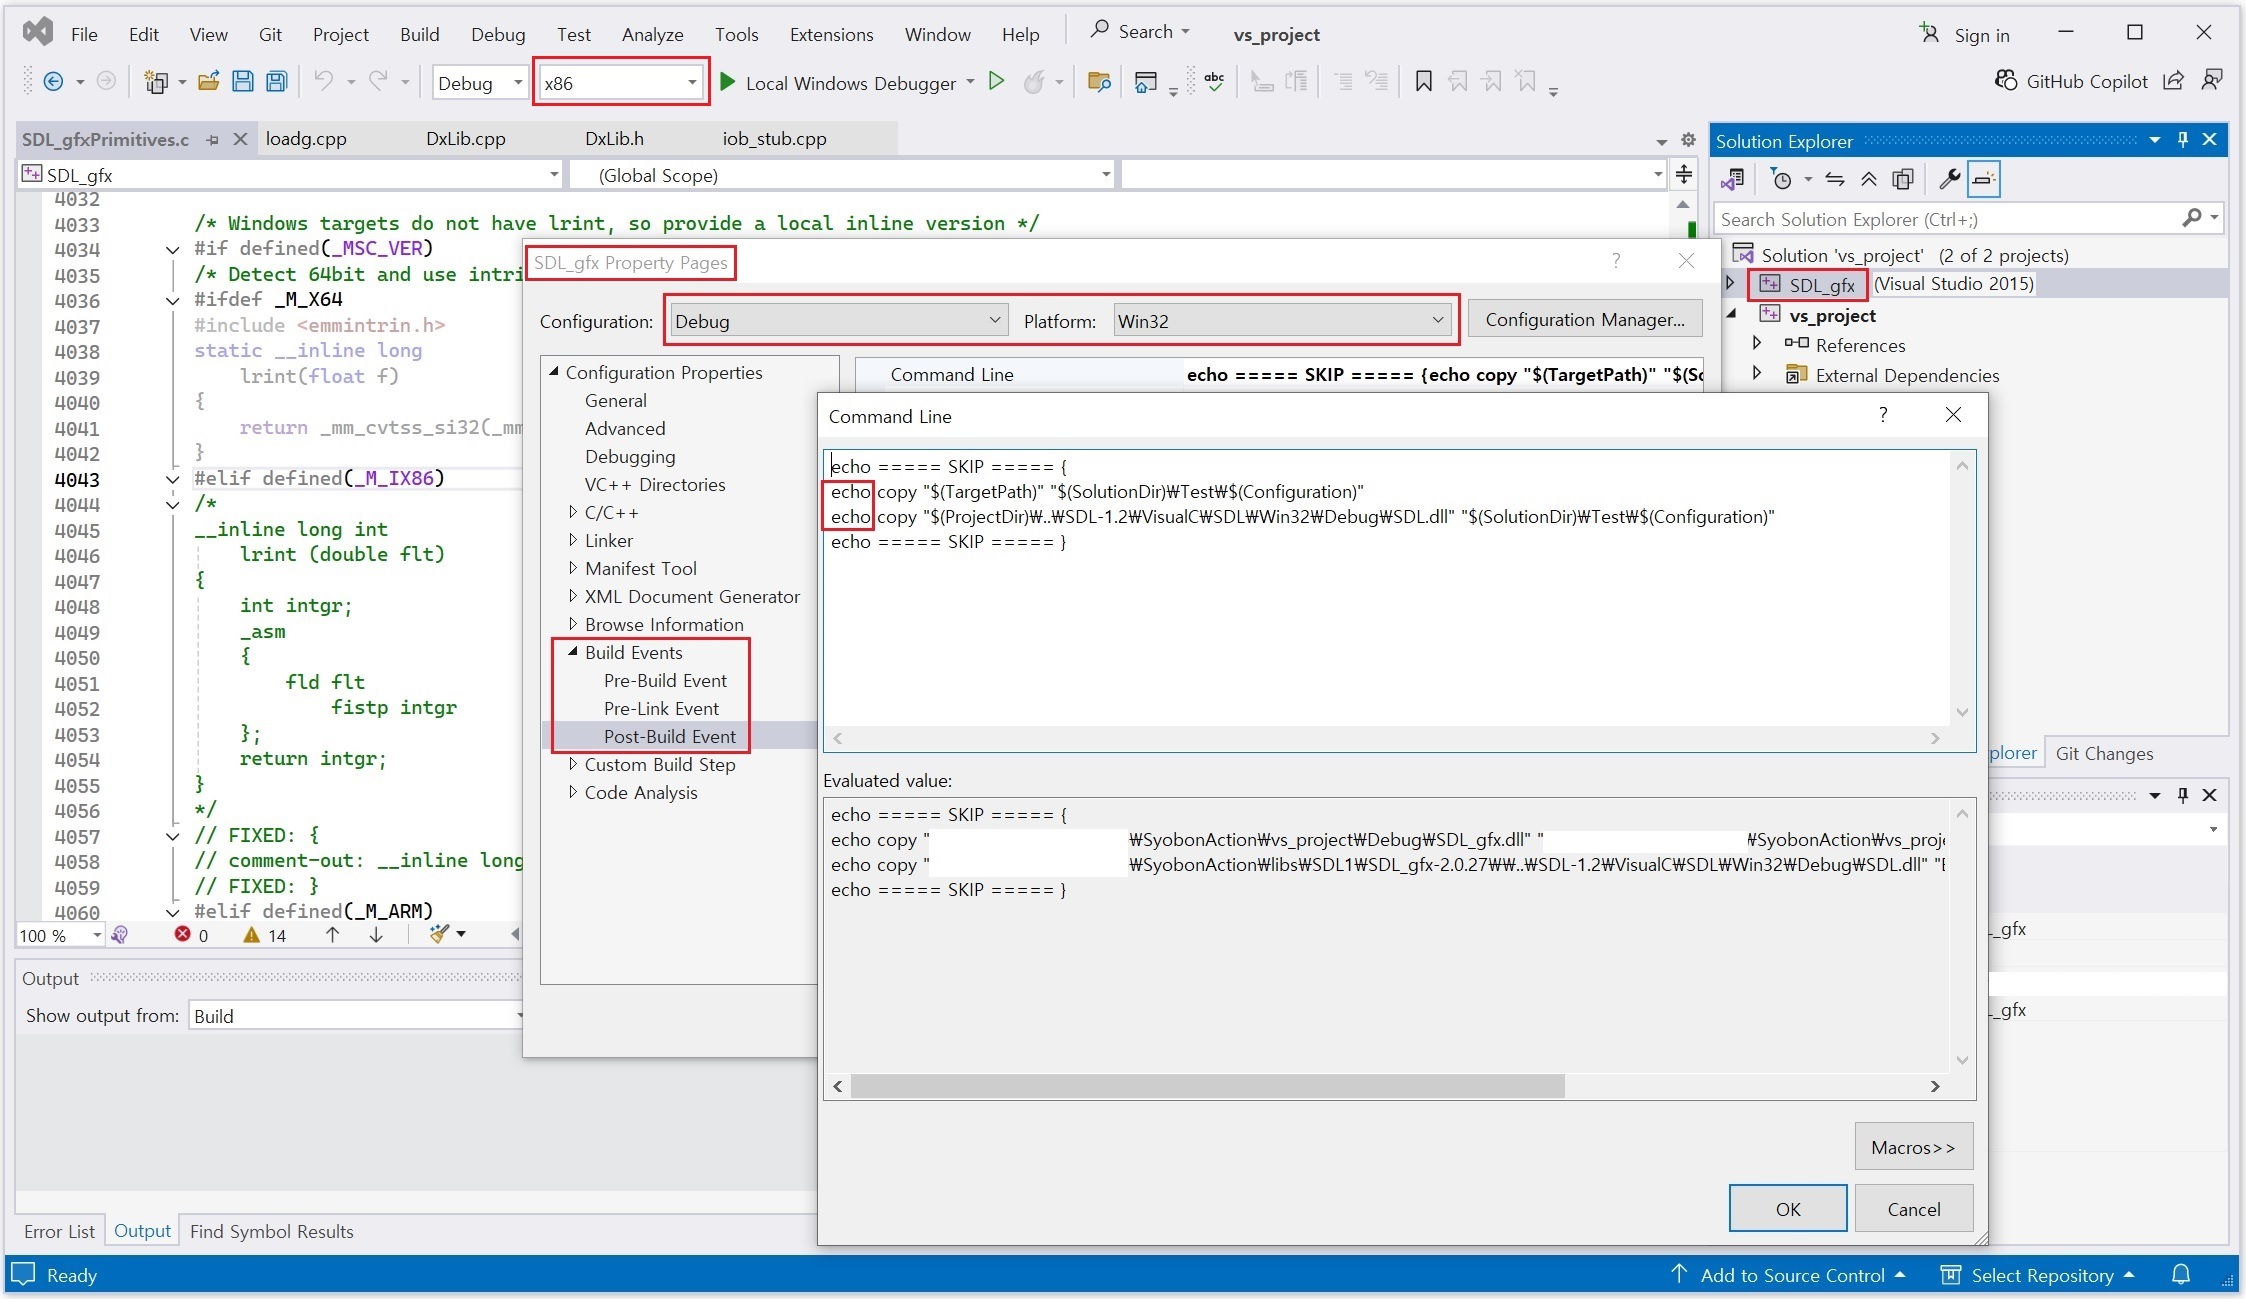 File Edit View Git Project Build Debug Test Analyze Tools Extensions Window Help Search vs_project Sign in
Debug x86 Local Windows Debugger abc GitHub Copilot
SDL_gfxPrimitives.c loadg.cpp DxLib.cpp DxLib.h iob_stub.cpp
SDL_gfx (Global Scope)
4032
4033 /* Windows targets do not have lrint, so provide a local inline version */
4034 #if defined(_MSC_VER)
4035 /* Detect 64bit and use intri
4036 #ifdef _M_X64
4037 #include <emmintrin.h>
4038 static __inline long
4039 lrint(float f)
4040 {
4041 return _mm_cvtss_si32(_mm
4042 }
4043 #elif defined(_M_IX86)
4044 /*
4045 __inline long int
4046 lrint (double flt)
4047 {
4048 int intgr;
4049 _asm
4050 {
4051 fld flt
4052 fistp intgr
4053 };
4054 return intgr;
4055 }
4056 */
4057 // FIXED: {
4058 // comment-out: __inline long
4059 // FIXED: }
4060 #elif defined(_M_ARM)
100 % 0 14
Output
Show output from: Build
Error List Output Find Symbol Results
Ready Add to Source Control Select Repository
SDL_gfx Property Pages ?
Configuration: Debug Platform: Win32 Configuration Manager...
Configuration Properties
General
Advanced
Debugging
VC++ Directories
C/C++
Linker
Manifest Tool
XML Document Generator
Browse Information
Build Events
Pre-Build Event
Pre-Link Event
Post-Build Event
Custom Build Step
Code Analysis
Command Line echo ===== SKIP ===== {echo copy "$(TargetPath)" "$(So
Command Line ?
echo ===== SKIP ===== {
echo copy "$(TargetPath)" "$(SolutionDir)₩Test₩$(Configuration)"
echo copy "$(ProjectDir)₩..₩SDL-1.2₩VisualC₩SDL₩Win32₩Debug₩SDL.dll" "$(SolutionDir)₩Test₩$(Configuration)"
echo ===== SKIP ===== }
Evaluated value:
echo ===== SKIP ===== {
echo copy " ₩SyobonAction₩vs_project₩Debug₩SDL_gfx.dll" " ₩SyobonAction₩vs_proje
echo copy " ₩SyobonAction₩libs₩SDL1₩SDL_gfx-2.0.27₩₩..₩SDL-1.2₩VisualC₩SDL₩Win32₩Debug₩SDL.dll" "
echo ===== SKIP ===== }
Macros>>
OK Cancel
Solution Explorer
Search Solution Explorer (Ctrl+;)
Solution 'vs_project' (2 of 2 projects)
SDL_gfx (Visual Studio 2015)
vs_project
References
External Dependencies
plorer Git Changes
_gfx
_gfx